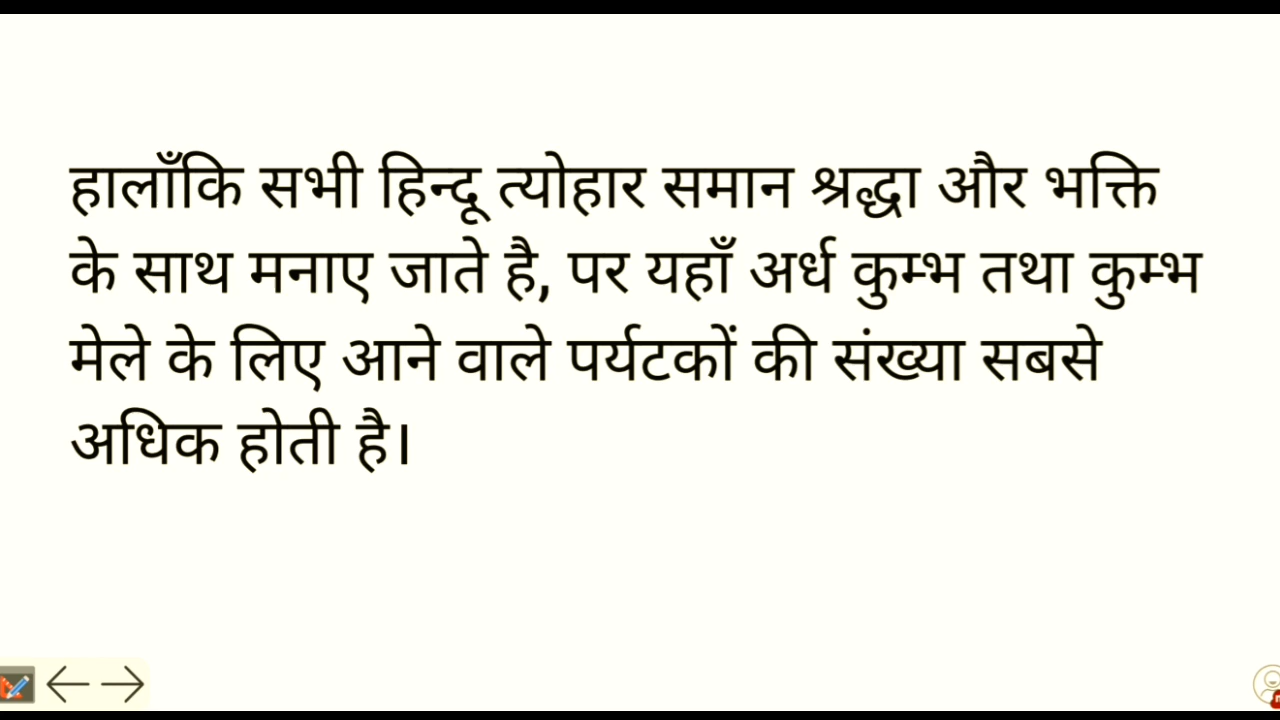 हालाँकि सभी हिन्दू त्योहार समान श्रद्धा और भक्ति
के साथ मनाए जाते है, पर यहाँ अर्ध कुम्भ तथा कुम्भ
मेले के लिए आने वाले पर्यटकों की संख्या सबसे
अधिक होती है।